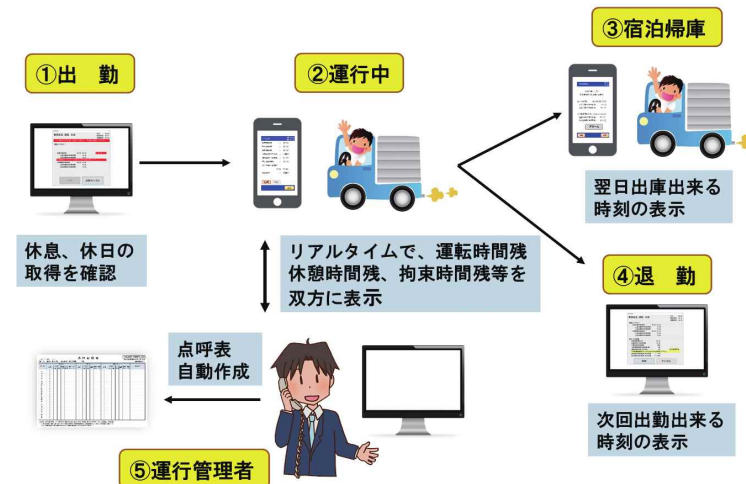 ①出　勤
②運行中
③宿泊帰庫
休息、休日の
取得を確認
リアルタイムで、運転時間残
休憩時間残、拘束時間残等を
双方に表示
翌日出庫出来る
時刻の表示
④退　勤
次回出勤出来る
時刻の表示
点呼表
自動作成
⑤運行管理者